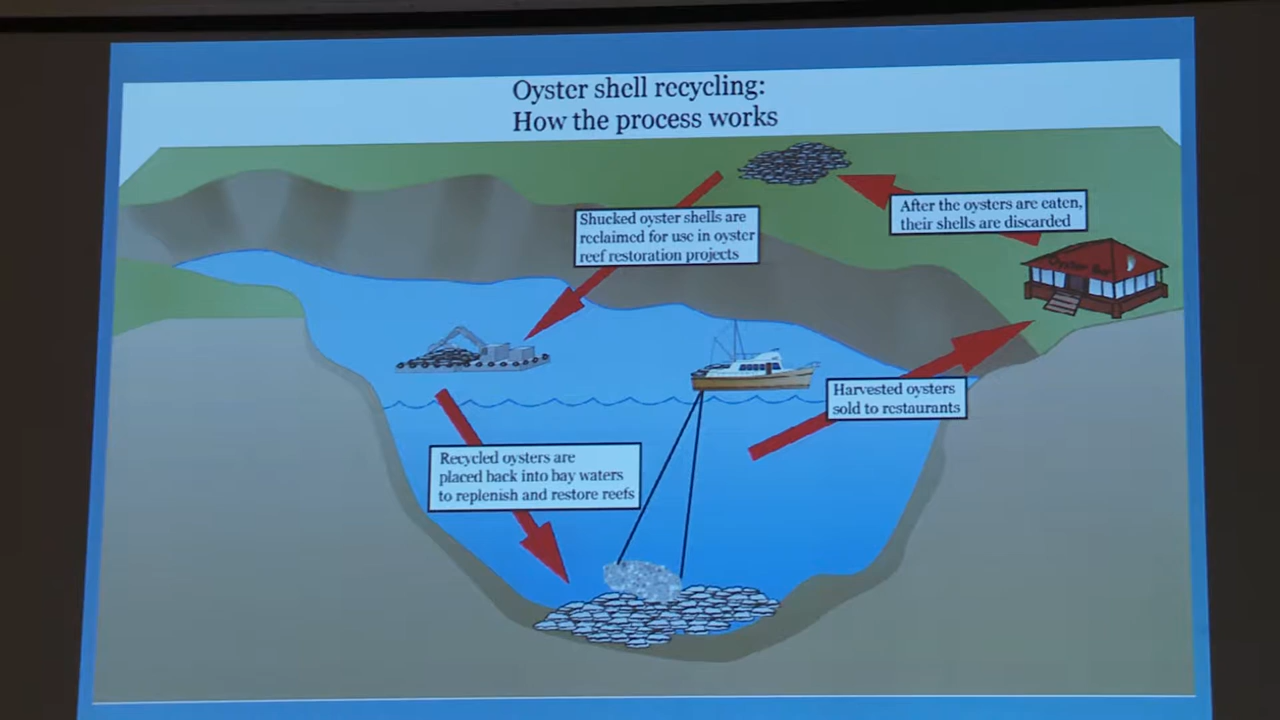 Oyster shell recycling:
How the process works
After the oysters are eaten,
their shells are discarded
Shucked oyster shells are
reclaimed for use in oyster
reef restoration projects
Oyster Bar
Harvested oysters
sold to restaurants
Recycled oysters are
placed back into bay waters
to replenish and restore reefs